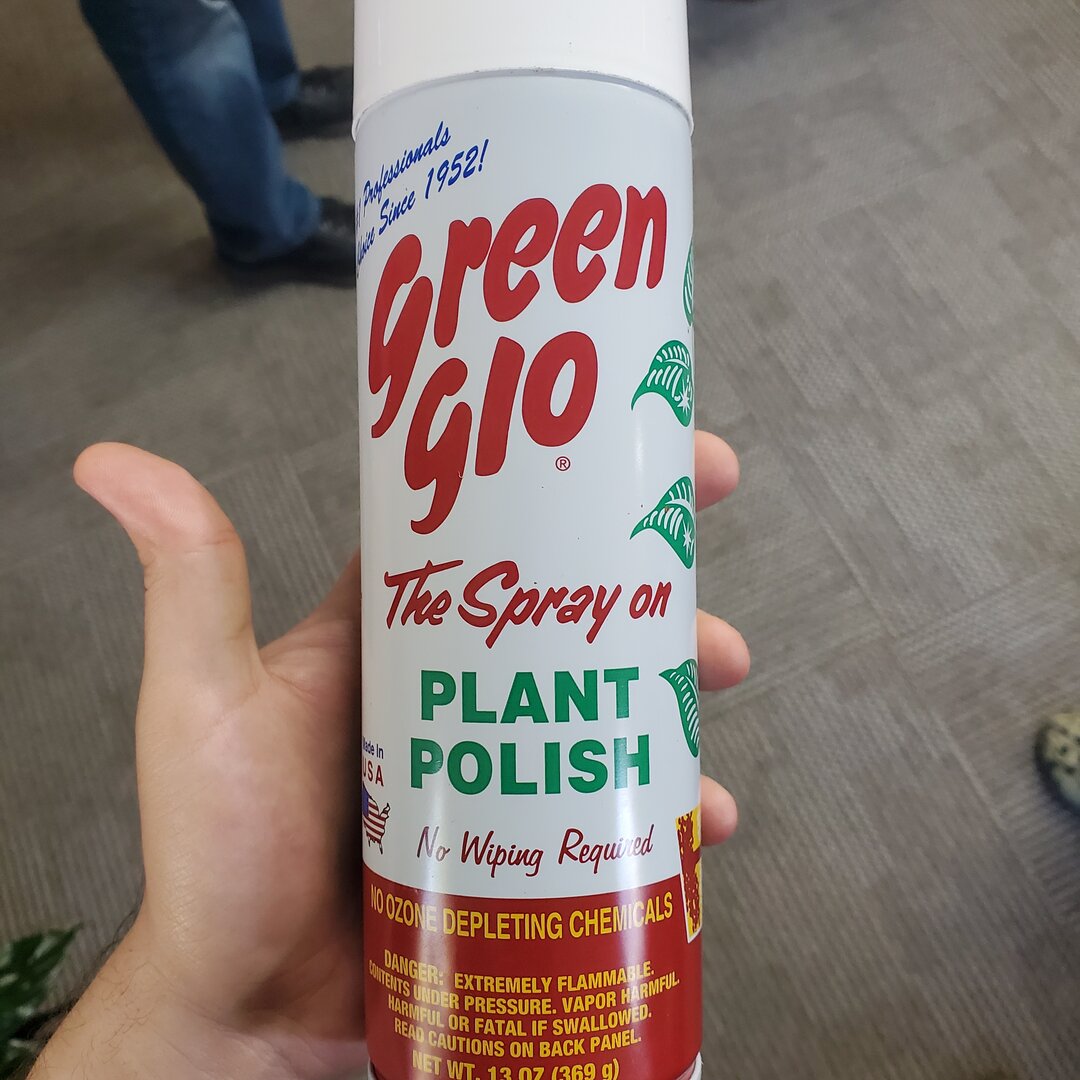 Professionals
Since 1952!
Green
Glo
®
The Spray on
PLANT
POLISH
Made In
USA
No Wiping Required
NO OZONE DEPLETING CHEMICALS
DANGER: EXTREMELY FLAMMABLE.
CONTENTS UNDER PRESSURE. VAPOR HARMFUL.
HARMFUL OR FATAL IF SWALLOWED.
READ CAUTIONS ON BACK PANEL.
NET WT. 13 OZ (369 g)